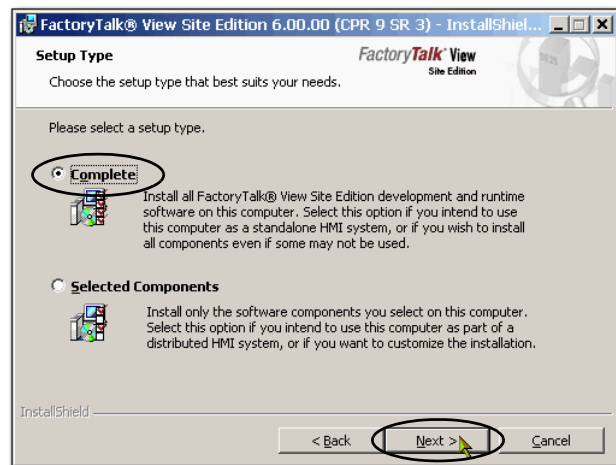 FactoryTalk® View Site Edition 6.00.00 (CPR 9 SR 3) - InstallShiel...
Setup Type
Choose the setup type that best suits your needs.
FactoryTalk® View
Site Edition
Please select a setup type.
Complete
Install all FactoryTalk® View Site Edition development and runtime
software on this computer. Select this option if you intend to use
this computer as a standalone HMI system, or if you wish to install
all components even if some may not be used.
Selected Components
Install only the software components you select on this computer.
Select this option if you intend to use this computer as part of a
distributed HMI system, or if you want to customize the installation.
InstallShield
< Back
Next >
Cancel